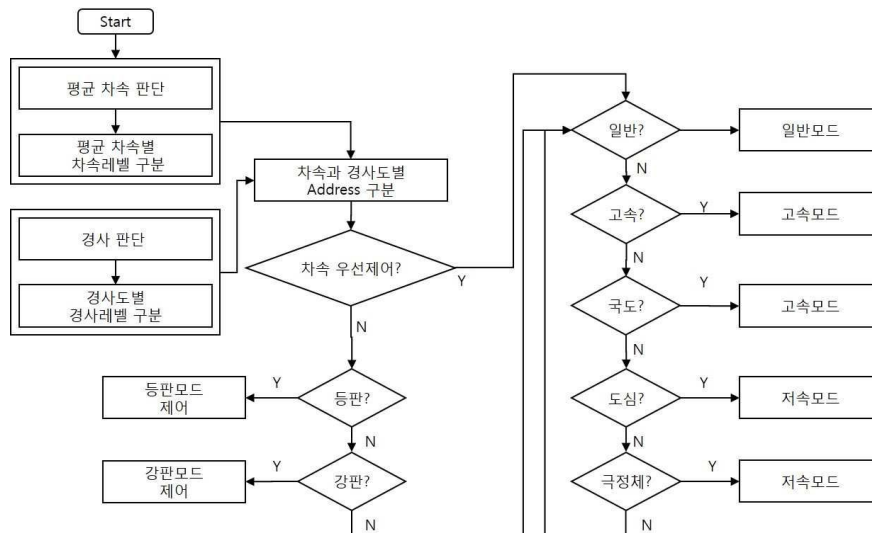 Start
평균 차속 판단
평균 차속별
차속레벨 구분
경사 판단
경사도별
경사레벨 구분
차속과 경사도별
Address 구분
차속 우선제어?
Y
N
등판?
Y
등판모드
제어
N
강판?
Y
강판모드
제어
N
일반?
일반모드
N
고속?
Y
고속모드
N
국도?
Y
고속모드
N
도심?
Y
저속모드
N
극정체?
Y
저속모드
N